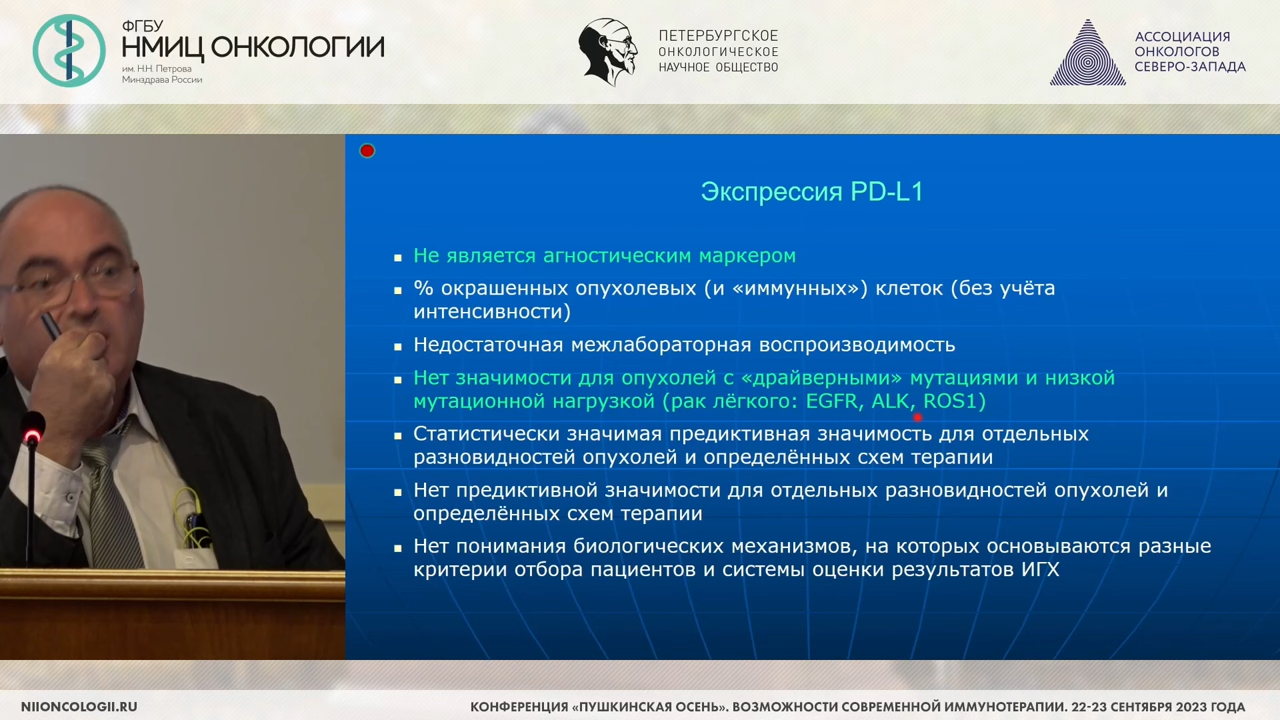 ФГБУ
НМИЦ ОНКОЛОГИИ
им. Н.Н. Петрова
Минздрава России
ПЕТЕРБУРГСКОЕ
ОНКОЛОГИЧЕСКОЕ
НАУЧНОЕ ОБЩЕСТВО
АССОЦИАЦИЯ
ОНКОЛОГОВ
СЕВЕРО-ЗАПАДА
Экспрессия PD-L1
Не является агностическим маркером
% окрашенных опухолевых (и «иммунных») клеток (без учёта
интенсивности)
Недостаточная межлабораторная воспроизводимость
Нет значимости для опухолей с «драйверными» мутациями и низкой
мутационной нагрузкой (рак лёгкого: EGFR, ALK, ROS1)
Статистически значимая предиктивная значимость для отдельных
разновидностей опухолей и определённых схем терапии
Нет предиктивной значимости для отдельных разновидностей опухолей и
определённых схем терапии
Нет понимания биологических механизмов, на которых основываются разные
критерии отбора пациентов и системы оценки результатов ИГХ
NIIONCOLOGII.RU
КОНФЕРЕНЦИЯ «ПУШКИНСКАЯ ОСЕНЬ». ВОЗМОЖНОСТИ СОВРЕМЕННОЙ ИММУНОТЕРАПИИ. 22-23 СЕНТЯБРЯ 2023 ГОДА